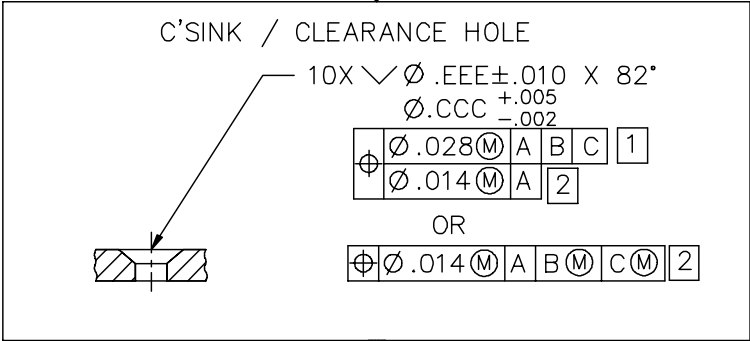 C'SINK / CLEARANCE HOLE
10X ⌵ Ø .EEE±.010 X 82°
Ø.CCC +.005 -.002
⌖ Ø.028Ⓜ A B C 1
Ø.014Ⓜ A 2
OR
⌖ Ø.014Ⓜ A BⓂ CⓂ 2